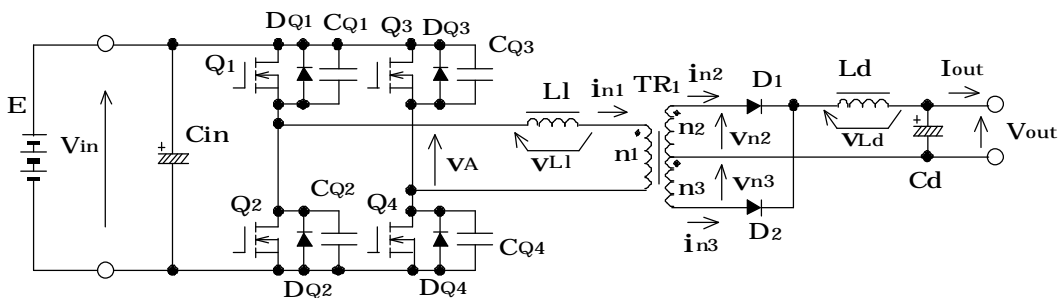 DQ1 CQ1 Q3 DQ3
CQ3
Q1
E
Vin
+
Cin
Ll
in1
TR1
in2
D1
Ld
Iout
vLl
n1
n2
vn2
vLd
+
Vout
vA
Cd
n3
vn3
Q2
CQ2
Q4
in3
D2
CQ4
DQ2
DQ4